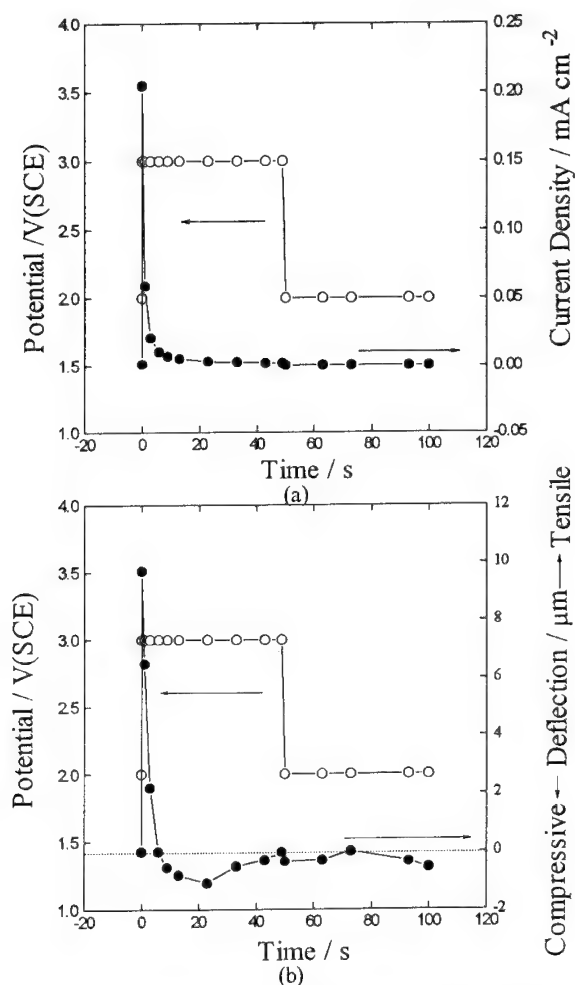 4.0
3.5
3.0
2.5
2.0
1.5
1.0
Potential /V(SCE)
0.25
0.20
0.15
0.10
0.05
0.00
-0.05
Current Density / mA cm -2
-20 0 20 40 60 80 100 120
Time / s
(a)
4.0
3.5
3.0
2.5
2.0
1.5
1.0
Potential / V(SCE)
12
10
8
6
4
2
0
-2
Compressive ← Deflection / μm → Tensile
-20 0 20 40 60 80 100 120
Time / s
(b)